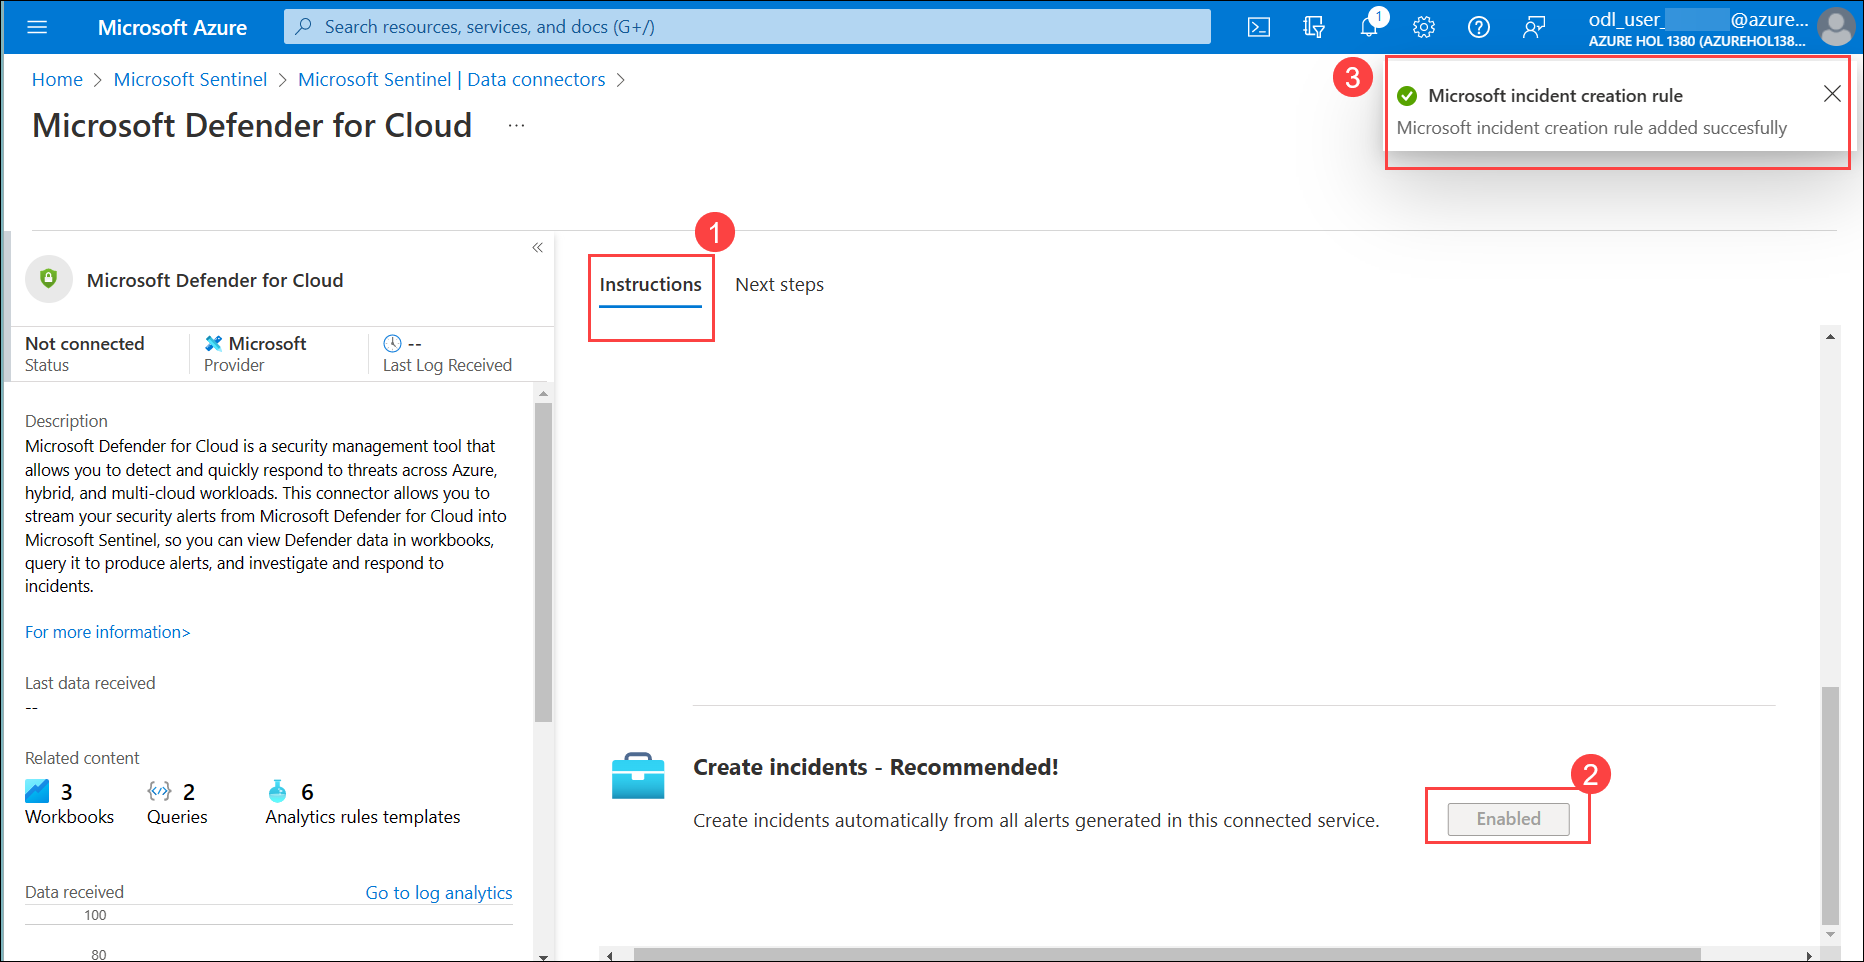 Microsoft Azure
Search resources, services, and docs (G+/)
1
odl_user_ @azure...
AZURE HOL 1380 (AZUREHOL138...
Home > Microsoft Sentinel > Microsoft Sentinel | Data connectors >
Microsoft Defender for Cloud ...
3
Microsoft incident creation rule
Microsoft incident creation rule added succesfully
«
Microsoft Defender for Cloud
Not connected
Status
Microsoft
Provider
--
Last Log Received
Description
Microsoft Defender for Cloud is a security management tool that
allows you to detect and quickly respond to threats across Azure,
hybrid, and multi-cloud workloads. This connector allows you to
stream your security alerts from Microsoft Defender for Cloud into
Microsoft Sentinel, so you can view Defender data in workbooks,
query it to produce alerts, and investigate and respond to
incidents.
For more information>
Last data received
--
Related content
3
Workbooks
2
Queries
6
Analytics rules templates
Data received
Go to log analytics
100
80
1
Instructions
Next steps
Create incidents - Recommended!
Create incidents automatically from all alerts generated in this connected service.
2
Enabled